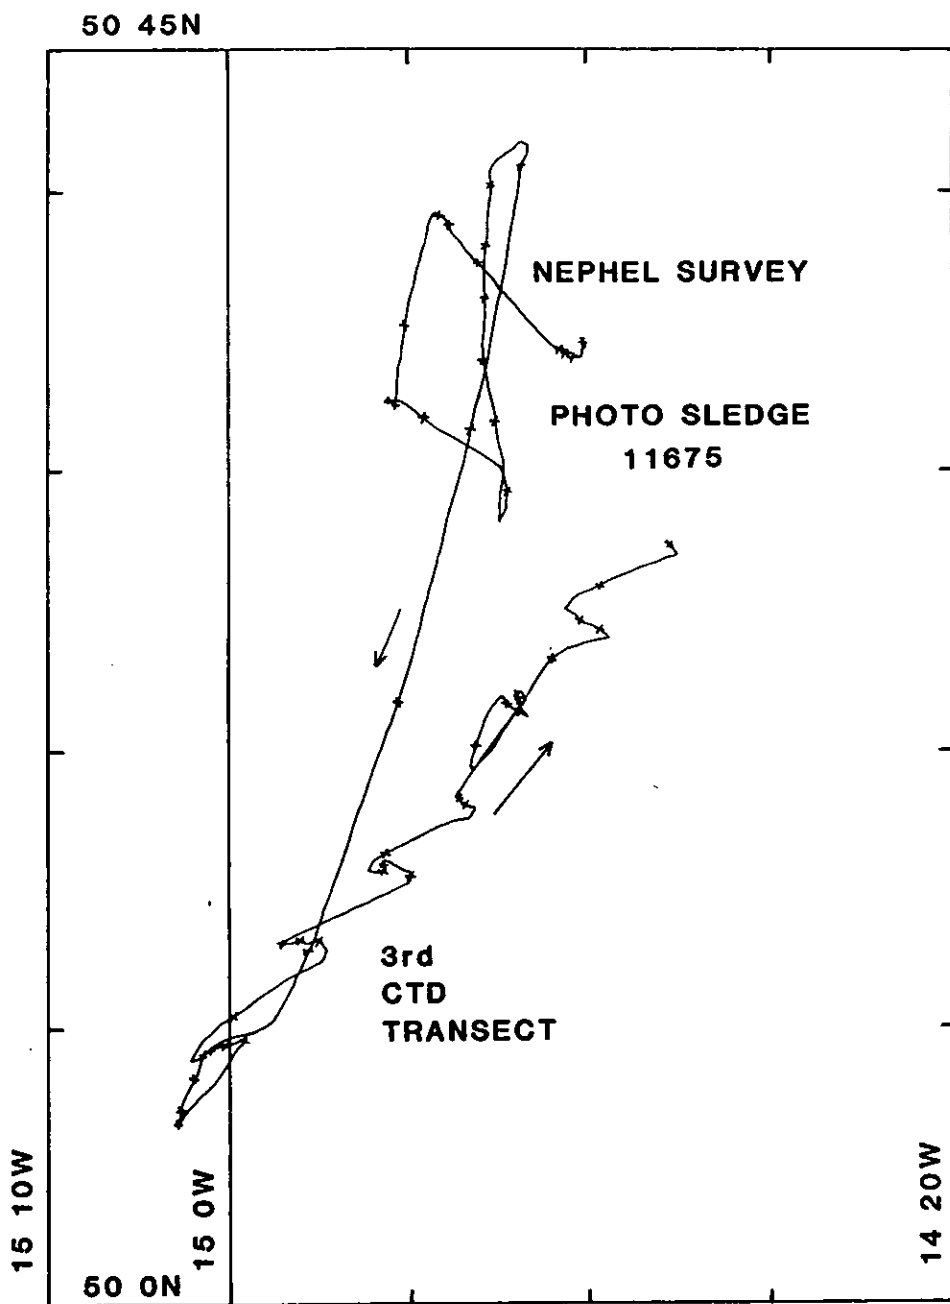 50 45N
NEPHEL SURVEY
PHOTO SLEDGE
11675
3rd
CTD
TRANSECT
15 10W
15 0W
14 20W
50 0N